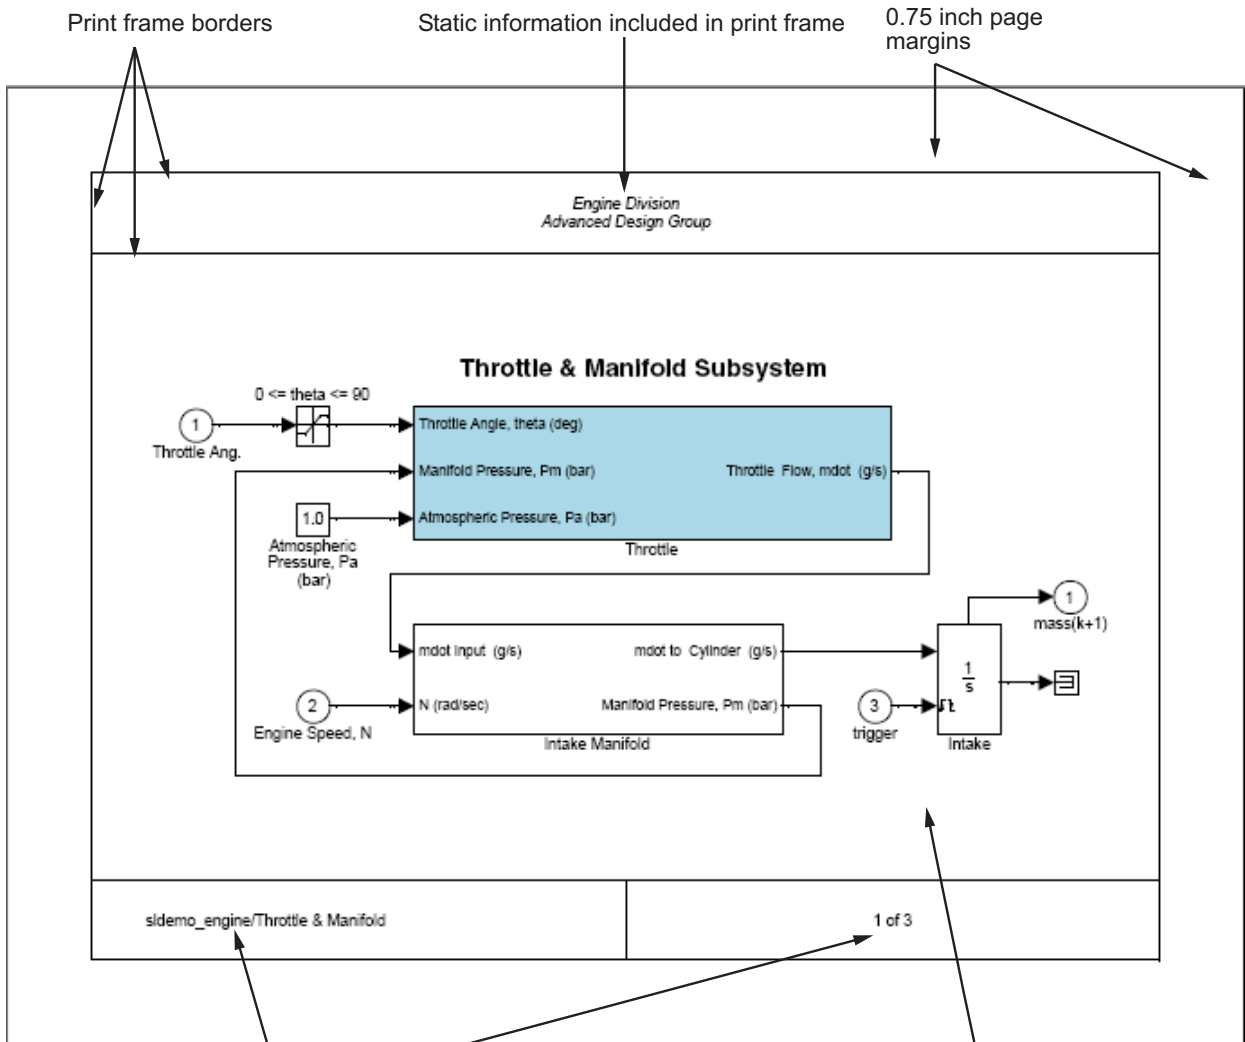 Print frame borders
Static information included in print frame
0.75 inch page
margins
Engine Division
Advanced Design Group
Throttle & Manifold Subsystem
0 <= theta <= 90
1
Throttle Ang.
Throttle Angle, theta (deg)
Manifold Pressure, Pm (bar)
Throttle Flow, mdot (g/s)
1.0
Atmospheric Pressure, Pa (bar)
Atmospheric
Pressure, Pa
(bar)
Throttle
1
mass(k+1)
mdot Input (g/s)
mdot to Cylinder (g/s)
1
s
2
Engine Speed, N
N (rad/sec)
Manifold Pressure, Pm (bar)
3
trigger
Intake Manifold
Intake
sldemo_engine/Throttle & Manifold
1 of 3